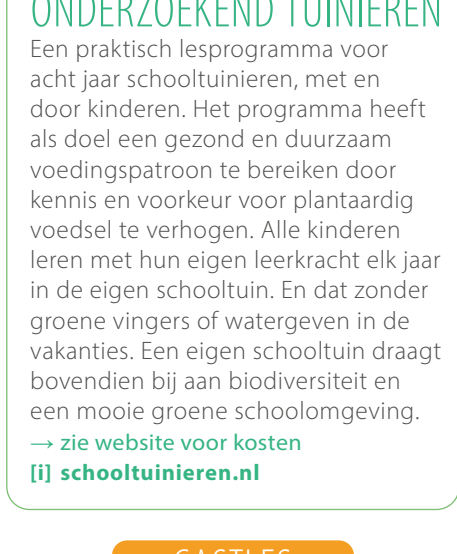 ONDERZOEKEND TUINIEREN
Een praktisch lesprogramma voor
acht jaar schooltuinieren, met en
door kinderen. Het programma heeft
als doel een gezond en duurzaam
voedingspatroon te bereiken door
kennis en voorkeur voor plantaardig
voedsel te verhogen. Alle kinderen
leren met hun eigen leerkracht elk jaar
in de eigen schooltuin. En dat zonder
groene vingers of watergeven in de
vakanties. Een eigen schooltuin draagt
bovendien bij aan biodiversiteit en
een mooie groene schoolomgeving.
→ zie website voor kosten
[i] schooltuinieren.nl